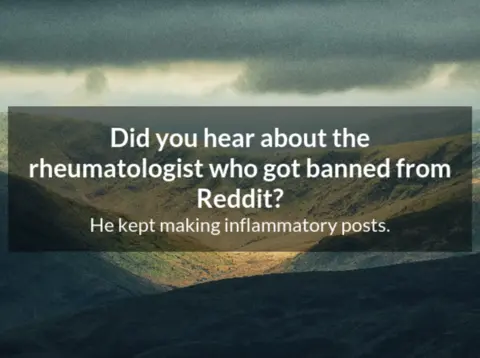 Did you hear about the
rheumatologist who got banned from
Reddit?
He kept making inflammatory posts.